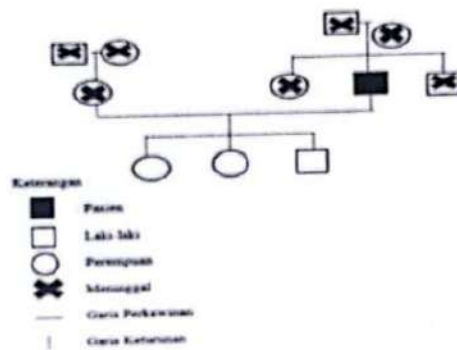 Keterangan
Pasien
Laki-laki
Perempuan
Meninggal
Garis Perkawinan
Garis Keturunan